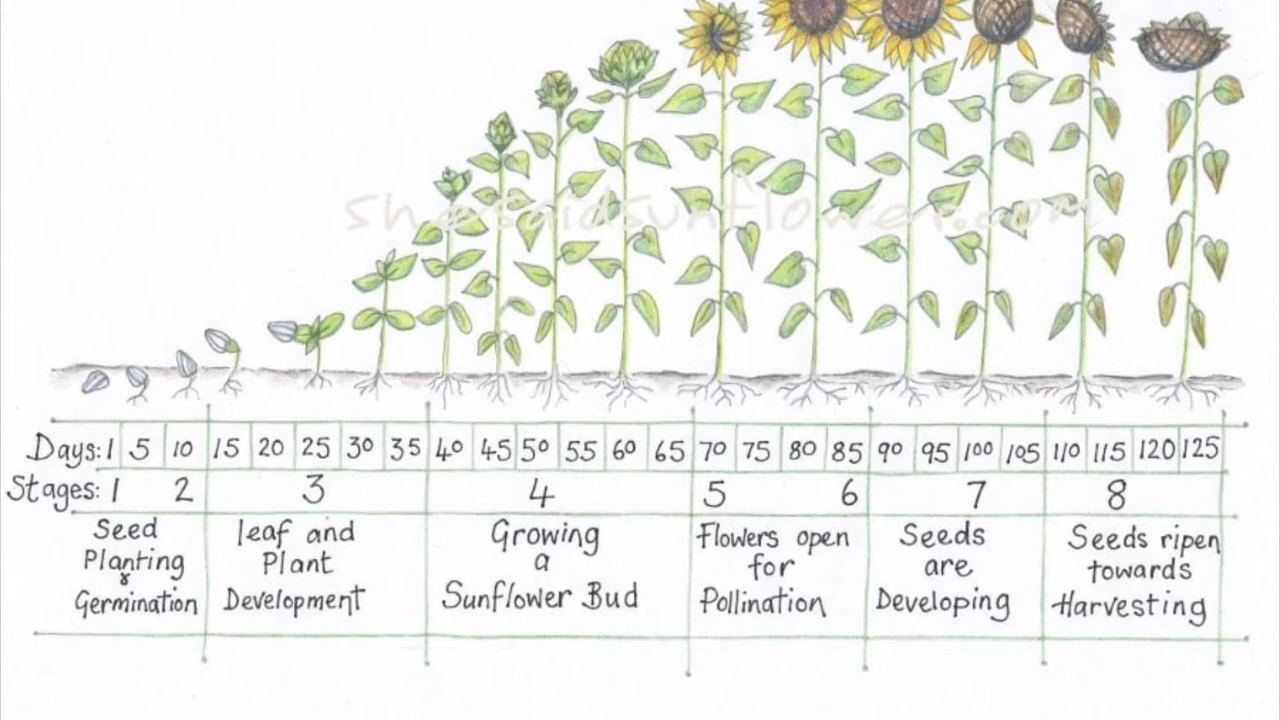 shesaidsunflower.com
Days: 1 5 10 15 20 25 30 35 40 45 50 55 60 65 70 75 80 85 90 95 100 105 110 115 120 125
Stages: 1 2 3 4 5 6 7 8
Seed
Planting
&
Germination
leaf and
Plant
Development
Growing
a
Sunflower Bud
Flowers open
for
Pollination
Seeds
are
Developing
Seeds ripen
towards
Harvesting